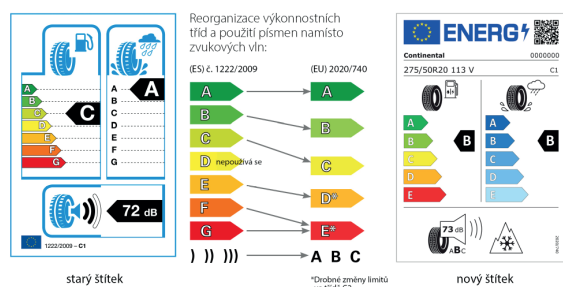 A
B
C
D
E
F
G
C
A
B
C
D
E
F
G
A
72 dB
1222/2009 – C1
starý štítek
Reorganizace výkonnostních
tříd a použití písmen namísto
zvukových vln:
(ES) č. 1222/2009 (EU) 2020/740
A A
B B
C C
D nepoužívá se
E D*
F
G E*
) )) ))) A B C
*Drobné změny limitů
ENERG
Continental 0000000
275/50R20 113 V C1
A A
B B B B
C C
D D
E E
73 dB
ABC
2020/740
nový štítek